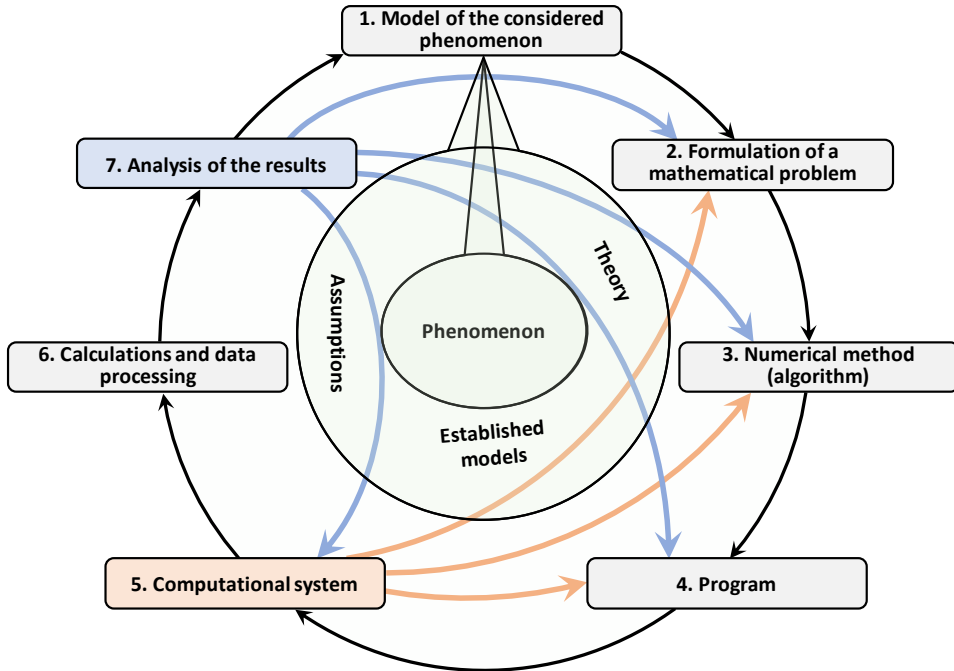 1. Model of the considered
phenomenon
2. Formulation of a
mathematical problem
7. Analysis of the results
Theory
Assumptions
Phenomenon
6. Calculations and data
processing
3. Numerical method
(algorithm)
Established
models
5. Computational system
4. Program